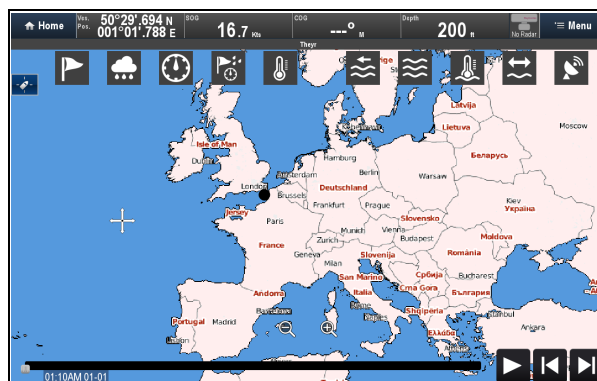 Home
Ves. Pos. 50°29'.694 N
001°01'.788 E
SOG 16.7 Kts
COG ---° M
Depth 200 ft
No Radar
Menu
Theyr
Latvija
Lietuva
Moscow
Isle of Man
Hamburg
Беларусь
Berlin
Warsaw
London
Deutschland
Brussels
Frankfurt
Prague
Kiev
Україна
Jersey
Slovensko
Paris
Munich
Vienna
Budapest
Moldova
France
Zurich
Geneva
Slovenija
România
Milan
San Marino
Србија
Bucharest
Andorra
Italia
Crna Gora
България
Portugal
Madrid
Shqipëria
Ελλάδα
Ankara
01:10AM 01-01